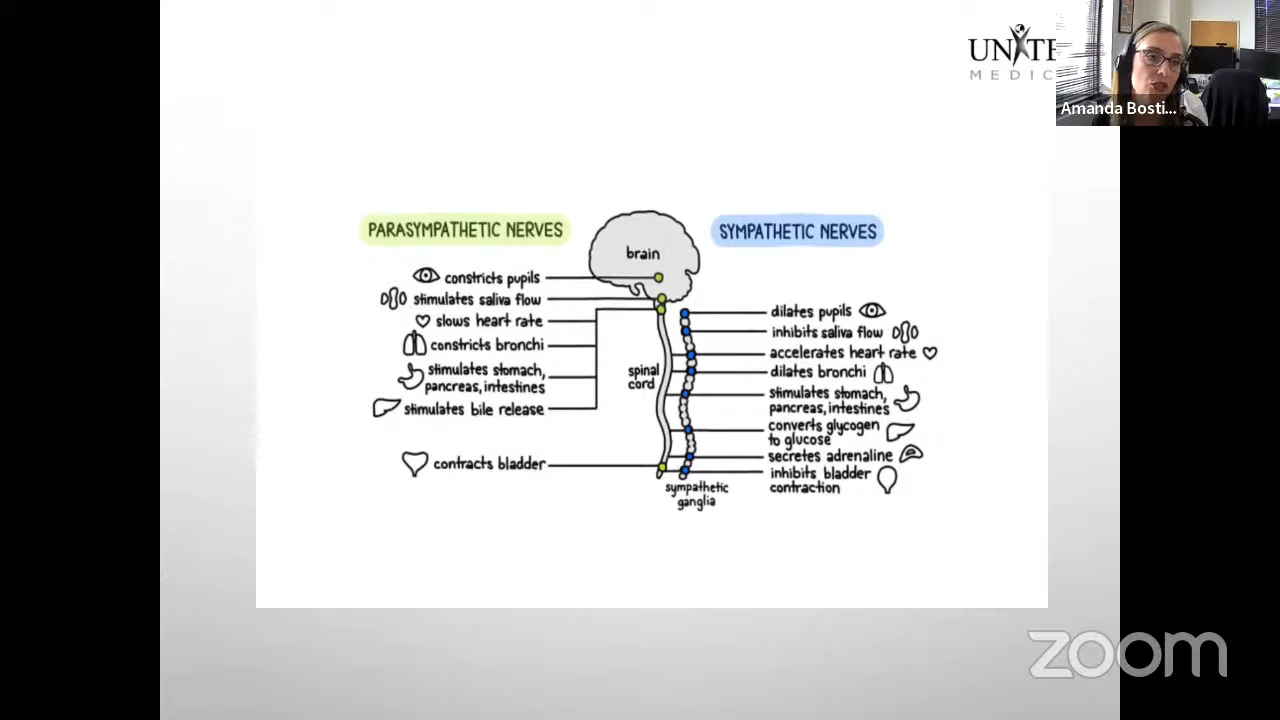 UNITE
MEDIC
Amanda Bosti...
PARASYMPATHETIC NERVES
SYMPATHETIC NERVES
brain
constricts pupils
stimulates saliva flow
slows heart rate
constricts bronchi
stimulates stomach,
pancreas, intestines
stimulates bile release
contracts bladder
spinal
cord
dilates pupils
inhibits saliva flow
accelerates heart rate
dilates bronchi
stimulates stomach,
pancreas, intestines
converts glycogen
to glucose
secretes adrenaline
inhibits bladder
contraction
sympathetic
ganglia
zoom